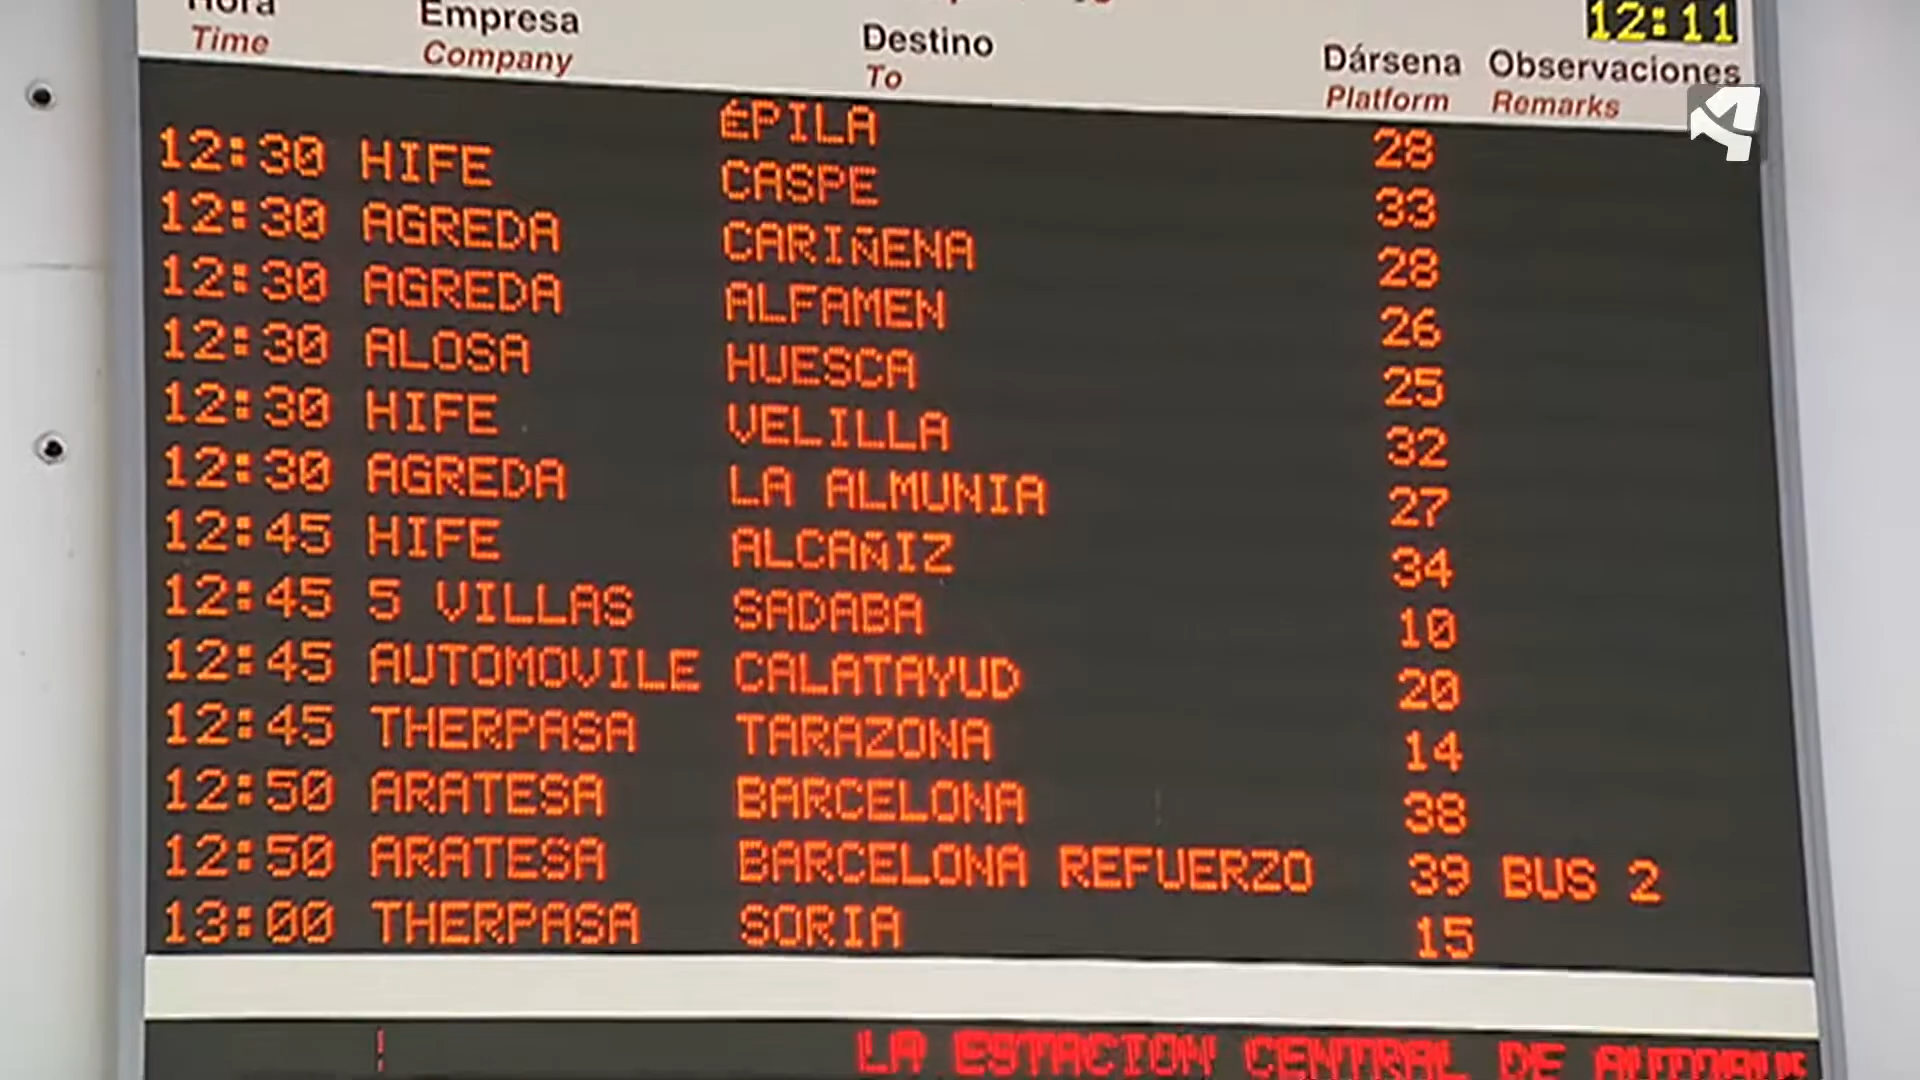 12:11
Hora Empresa Destino Dársena Observaciones
Time Company To Platform Remarks
ÉPILA 28
12:30 HIFE CASPE 33
12:30 AGREDA CARIÑENA 28
12:30 AGREDA ALFAMEN 26
12:30 ALOSA HUESCA 25
12:30 HIFE VELILLA 32
12:30 AGREDA LA ALMUNIA 27
12:45 HIFE ALCAÑIZ 34
12:45 5 VILLAS SADABA 10
12:45 AUTOMOVILE CALATAYUD 20
12:45 THERPASA TARAZONA 14
12:50 ARATESA BARCELONA 38
12:50 ARATESA BARCELONA REFUERZO 39 BUS 2
13:00 THERPASA SORIA 15
LA ESTACION CENTRAL DE